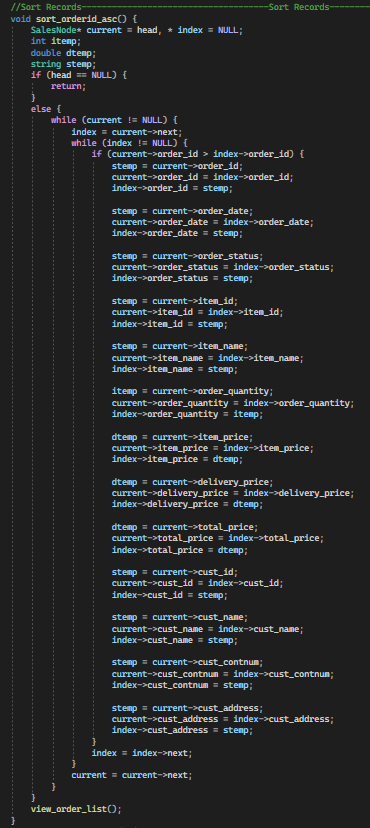 //Sort Records------------------------------------Sort Records--------
void sort_orderid_asc() {
SalesNode* current = head, * index = NULL;
int itemp;
double dtemp;
string stemp;
if (head == NULL) {
return;
}
else {
while (current != NULL) {
index = current->next;
while (index != NULL) {
if (current->order_id > index->order_id) {
stemp = current->order_id;
current->order_id = index->order_id;
index->order_id = stemp;
stemp = current->order_date;
current->order_date = index->order_date;
index->order_date = stemp;
stemp = current->order_status;
current->order_status = index->order_status;
index->order_status = stemp;
stemp = current->item_id;
current->item_id = index->item_id;
index->item_id = stemp;
stemp = current->item_name;
current->item_name = index->item_name;
index->item_name = stemp;
itemp = current->order_quantity;
current->order_quantity = index->order_quantity;
index->order_quantity = itemp;
dtemp = current->item_price;
current->item_price = index->item_price;
index->item_price = dtemp;
dtemp = current->delivery_price;
current->delivery_price = index->delivery_price;
index->delivery_price = dtemp;
dtemp = current->total_price;
current->total_price = index->total_price;
index->total_price = dtemp;
stemp = current->cust_id;
current->cust_id = index->cust_id;
index->cust_id = stemp;
stemp = current->cust_name;
current->cust_name = index->cust_name;
index->cust_name = stemp;
stemp = current->cust_contnum;
current->cust_contnum = index->cust_contnum;
index->cust_contnum = stemp;
stemp = current->cust_address;
current->cust_address = index->cust_address;
index->cust_address = stemp;
}
index = index->next;
}
current = current->next;
}
}
view_order_list();
}